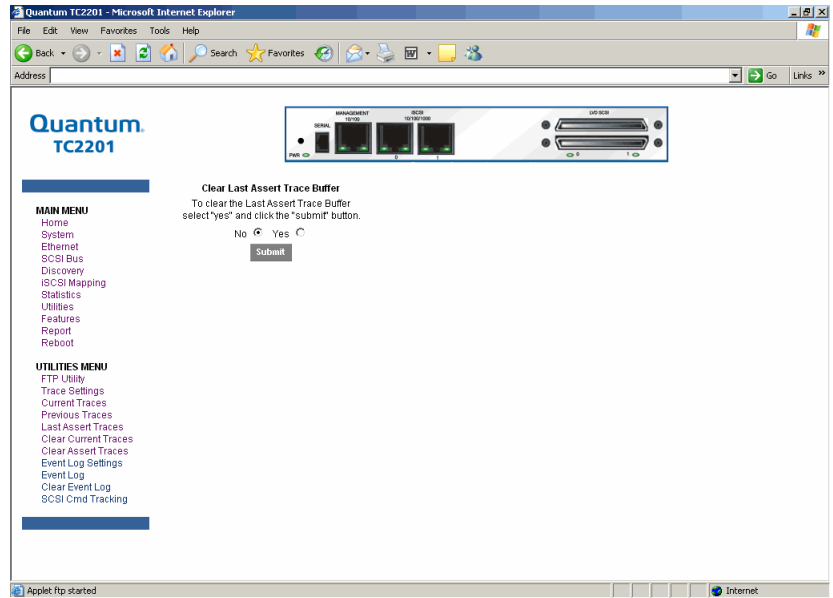 Quantum TC2201 - Microsoft Internet Explorer
File Edit View Favorites Tools Help
Back Search Favorites
Address Go Links »
Quantum.
TC2201
MANAGEMENT
10/100
iSCSI
10/100/1000
LVD SCSI
SERIAL
PWR
0 1
0 1
Clear Last Assert Trace Buffer
To clear the Last Assert Trace Buffer
select "yes" and click the "submit" button.
No Yes
Submit
MAIN MENU
Home
System
Ethernet
SCSI Bus
Discovery
iSCSI Mapping
Statistics
Utilities
Features
Report
Reboot
UTILITIES MENU
FTP Utility
Trace Settings
Current Traces
Previous Traces
Last Assert Traces
Clear Current Traces
Clear Assert Traces
Event Log Settings
Event Log
Clear Event Log
SCSI Cmd Tracking
Applet ftp started Internet